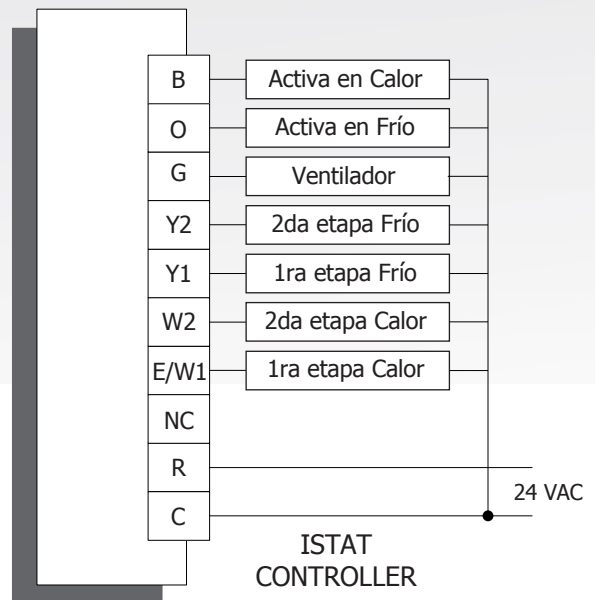 B Activa en Calor
O Activa en Frío
G Ventilador
Y2 2da etapa Frío
Y1 1ra etapa Frío
W2 2da etapa Calor
E/W1 1ra etapa Calor
NC
R
24 VAC
C
ISTAT
CONTROLLER